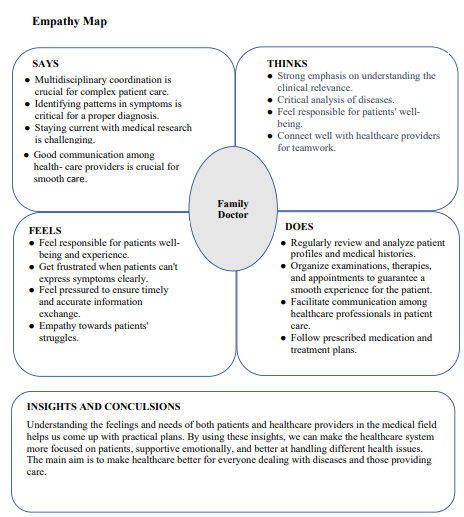 Empathy Map
SAYS
● Multidisciplinary coordination is
crucial for complex patient care.
● Identifying patterns in symptoms is
critical for a proper diagnosis.
● Staying current with medical research
is challenging.
● Good communication among
health- care providers is crucial for
smooth care.
THINKS
● Strong emphasis on understanding the
clinical relevance.
● Critical analysis of diseases.
● Feel responsible for patients' well-
being.
● Connect well with healthcare providers
for teamwork.
Family
Doctor
FEELS
● Feel responsible for patients well-
being and experience.
● Get frustrated when patients can't
express symptoms clearly.
● Feel pressured to ensure timely
and accurate information
exchange.
● Empathy towards patients'
struggles.
DOES
● Regularly review and analyze patient
profiles and medical histories.
● Organize examinations, therapies,
and appointments to guarantee a
smooth experience for the patient.
● Facilitate communication among
healthcare professionals in patient
care.
● Follow prescribed medication and
treatment plans.
INSIGHTS AND CONCULSIONS
Understanding the feelings and needs of both patients and healthcare providers in the medical field
helps us come up with practical plans. By using these insights, we can make the healthcare system
more focused on patients, supportive emotionally, and better at handling different health issues.
The main aim is to make healthcare better for everyone dealing with diseases and those providing
care.